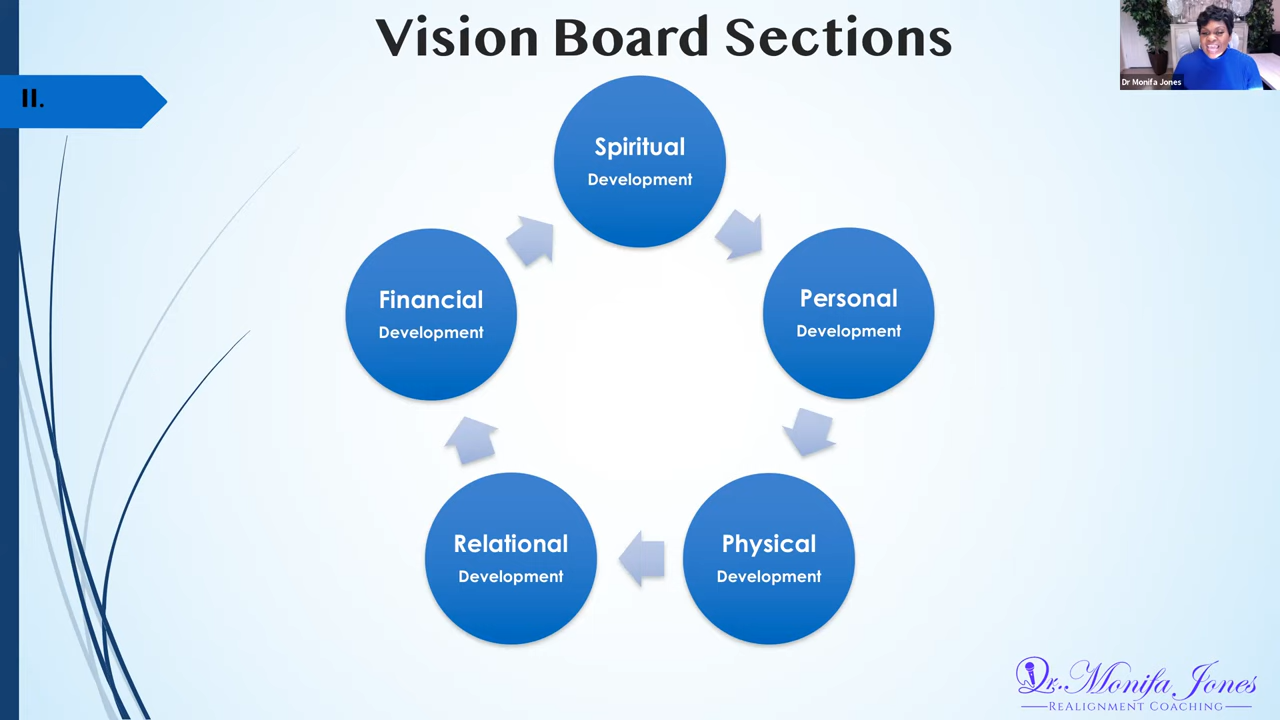 Vision Board Sections
II.
Dr Monifa Jones
Spiritual
Development
Personal
Development
Physical
Development
Relational
Development
Financial
Development
Dr. Monifa Jones
REALIGNMENT COACHING